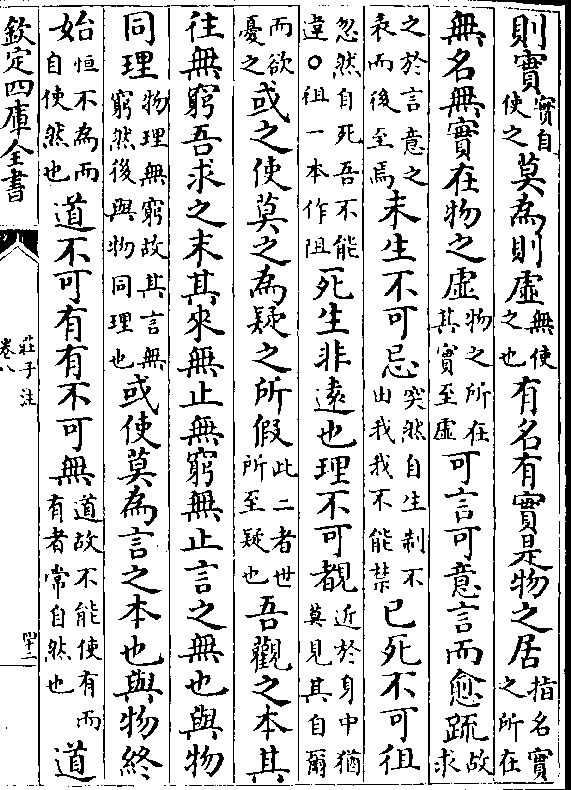 則實實自使之莫為則虛無使之也有名有實是物之居指名實之所在
無名無實在物之虛物之所在其實至虛可言可意言而愈疏故求
之於言意之表而後至焉未生不可忌突然自生制不由我我不能禁已死不可徂
忽然自死吾不能違○徂一本作阻死生非遠也理不可覩近於身中猶莫見其自爾
而欲憂之或之使莫之為疑之所假此二者世所至疑也吾觀之本其
往無窮吾求之末其來無止無窮無止言之無也與物
同理物理無窮故其言無窮然後與物同理也或使莫為言之本也與物終
始恒不為而自使然也道不可有有不可無道故不能使有而有者常自然也道
欽定四庫全書
莊子注
卷八
四十二